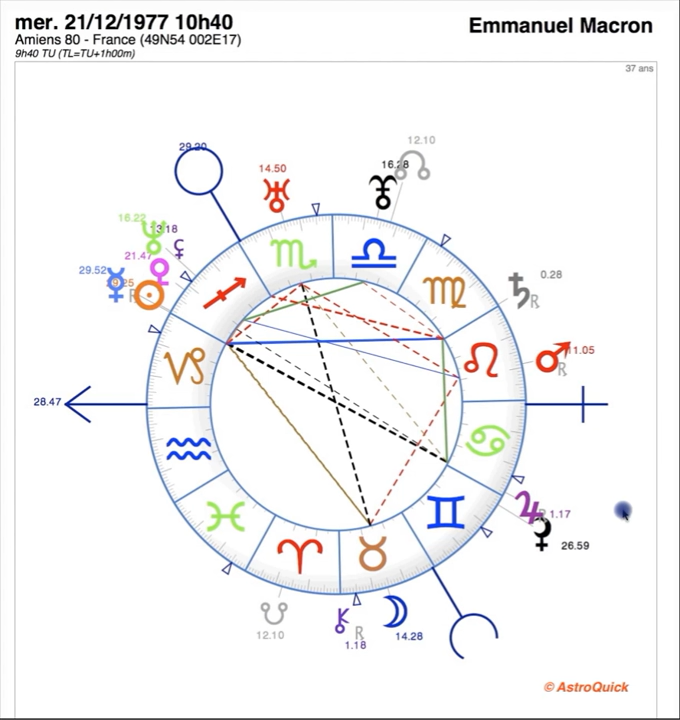 mer. 21/12/1977 10h40
Emmanuel Macron
Amiens 80 - France (49N54 002E17)
9h40 TU (TL=TU+1h00m)
37 ans
12.10
29.20
14.50
16.28
16.22
21.47
0.28
29.52
R
R
11.05
R
28.47
R
1.17
26.59
12.10
R
14.28
1.18
© AstroQuick